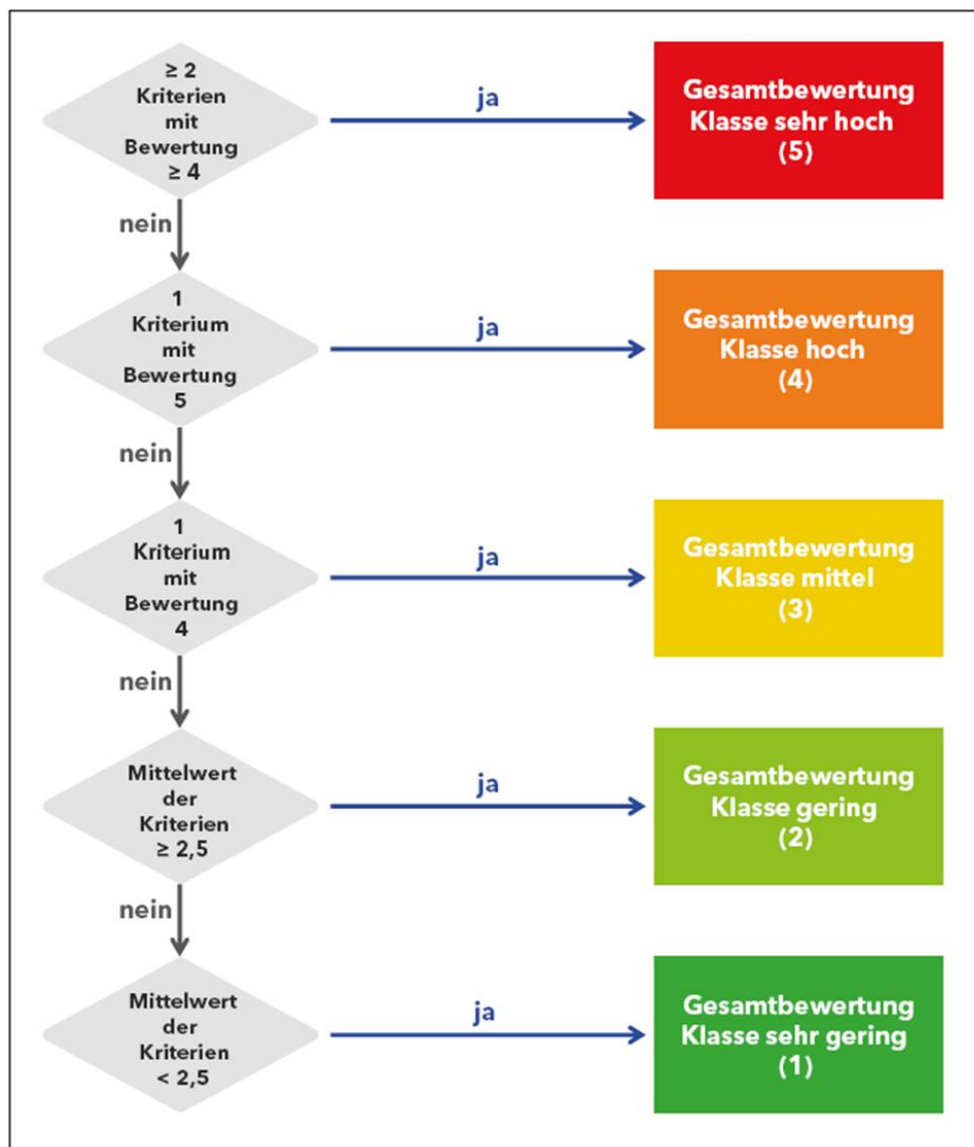 ≥ 2
Kriterien
mit
Bewertung
≥ 4
ja
Gesamtbewertung
Klasse sehr hoch
(5)
nein
1
Kriterium
mit
Bewertung
5
ja
Gesamtbewertung
Klasse hoch
(4)
nein
1
Kriterium
mit
Bewertung
4
ja
Gesamtbewertung
Klasse mittel
(3)
nein
Mittelwert
der
Kriterien
≥ 2,5
ja
Gesamtbewertung
Klasse gering
(2)
nein
Mittelwert
der
Kriterien
< 2,5
ja
Gesamtbewertung
Klasse sehr gering
(1)